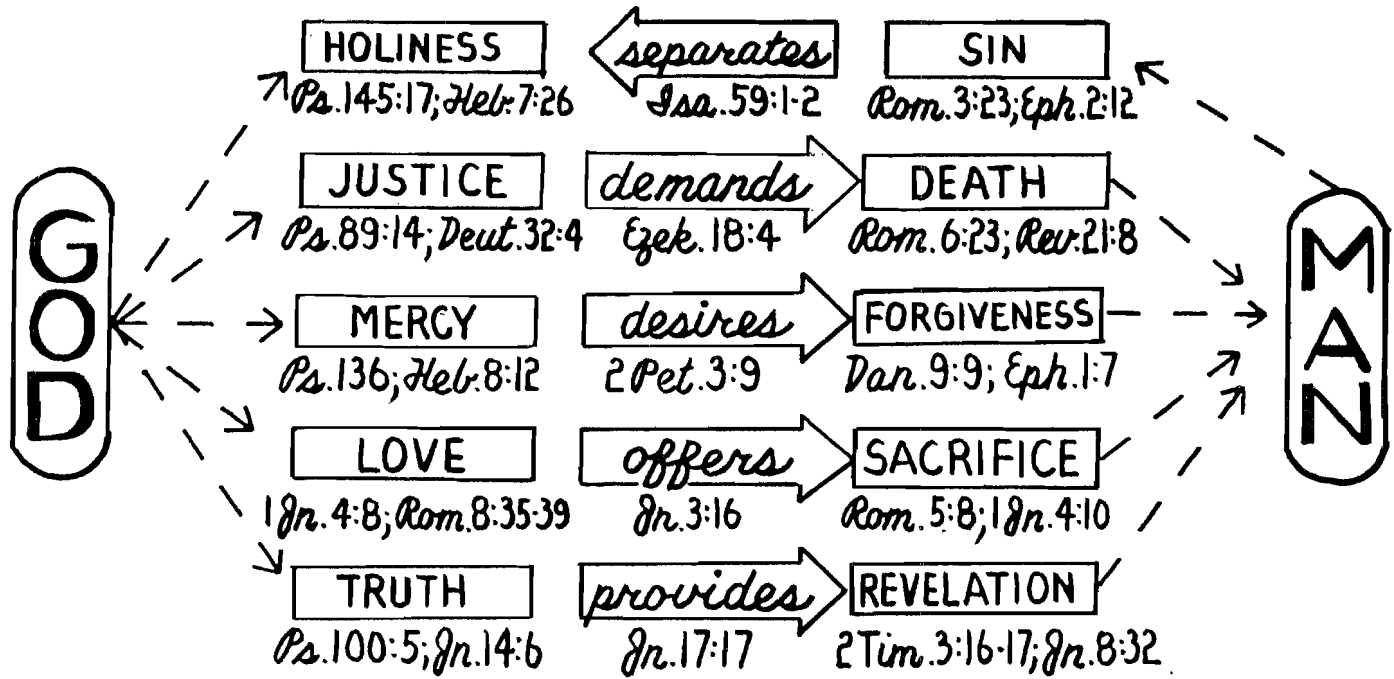 HOLINESS separates SIN
Ps.145:17; Heb.7:26 Isa.59:1-2 Rom.3:23; Eph.2:12
JUSTICE demands DEATH
Ps.89:14; Deut.32:4 Ezek.18:4 Rom.6:23; Rev.21:8
GOD
MAN
MERCY desires FORGIVENESS
Ps.136; Heb.8:12 2 Pet.3:9 Dan.9:9; Eph.1:7
LOVE offers SACRIFICE
1 Jn.4:8; Rom.8:35-39 Jn.3:16 Rom.5:8; 1 Jn.4:10
TRUTH provides REVELATION
Ps.100:5; Jn.14:6 Jn.17:17 2 Tim.3:16-17; Jn.8:32